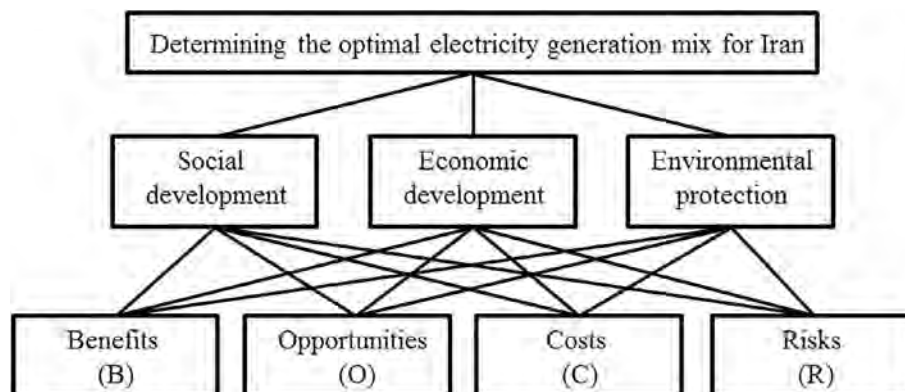 Determining the optimal electricity generation mix for Iran
Social
development
Economic
development
Environmental
protection
Benefits
(B)
Opportunities
(O)
Costs
(C)
Risks
(R)